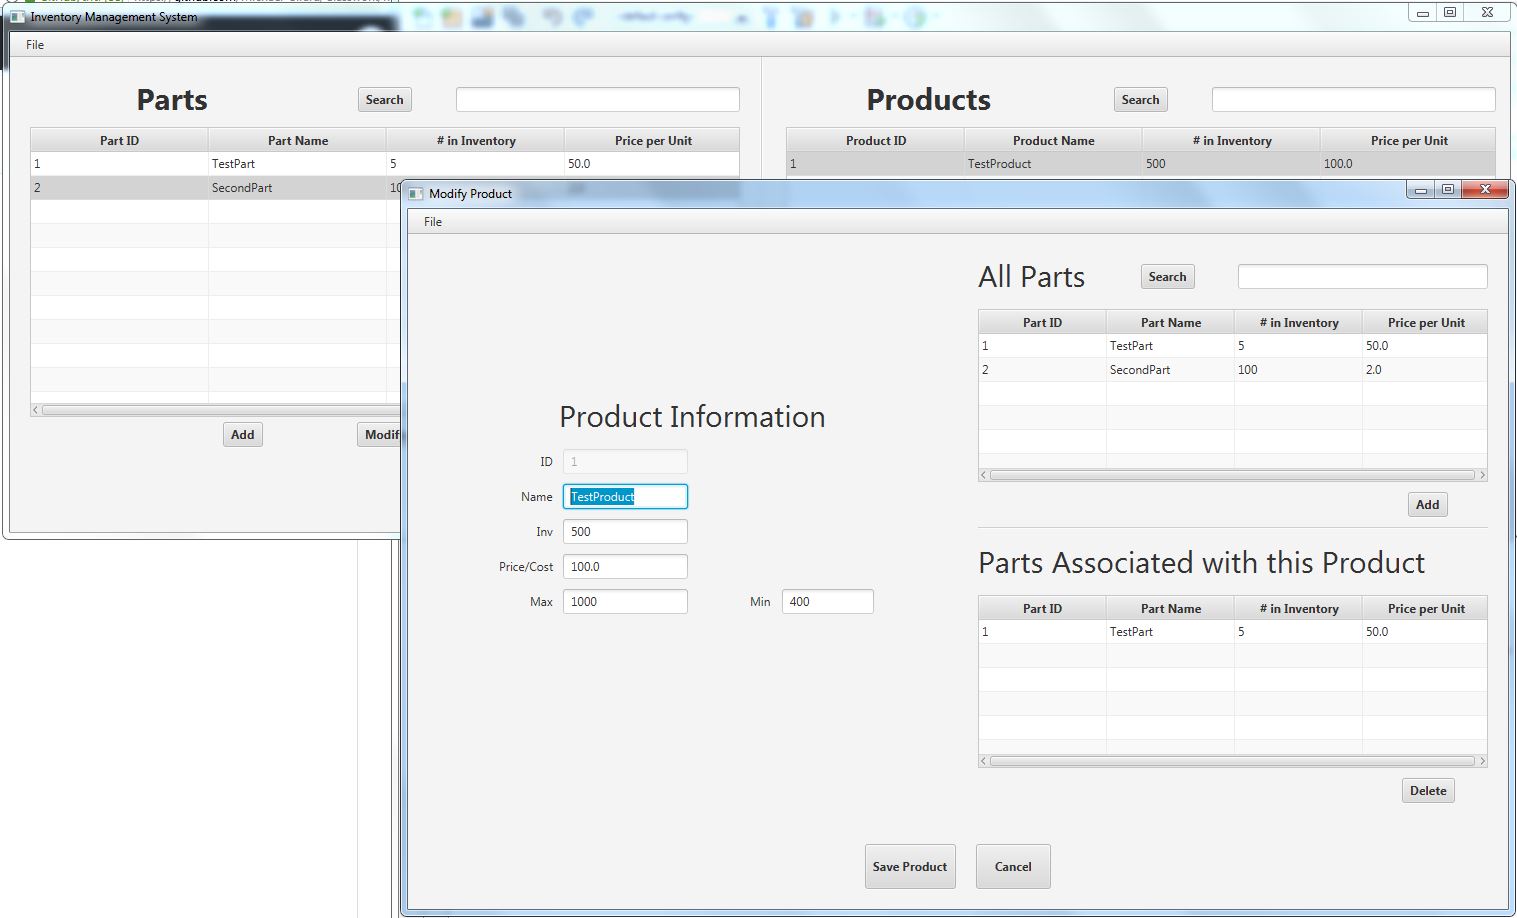 Inventory Management System
File
Parts
Search
Products
Search
Part ID Part Name # in Inventory Price per Unit
Product ID Product Name # in Inventory Price per Unit
1 TestPart 5 50.0
1 TestProduct 500 100.0
2 SecondPart
Add
Modify Product
File
All Parts
Search
Part ID Part Name # in Inventory Price per Unit
1 TestPart 5 50.0
2 SecondPart 100 2.0
Add
Product Information
ID 1
Name TestProduct
Inv 500
Price/Cost 100.0
Max 1000 Min 400
Parts Associated with this Product
Part ID Part Name # in Inventory Price per Unit
1 TestPart 5 50.0
Delete
Save Product
Cancel